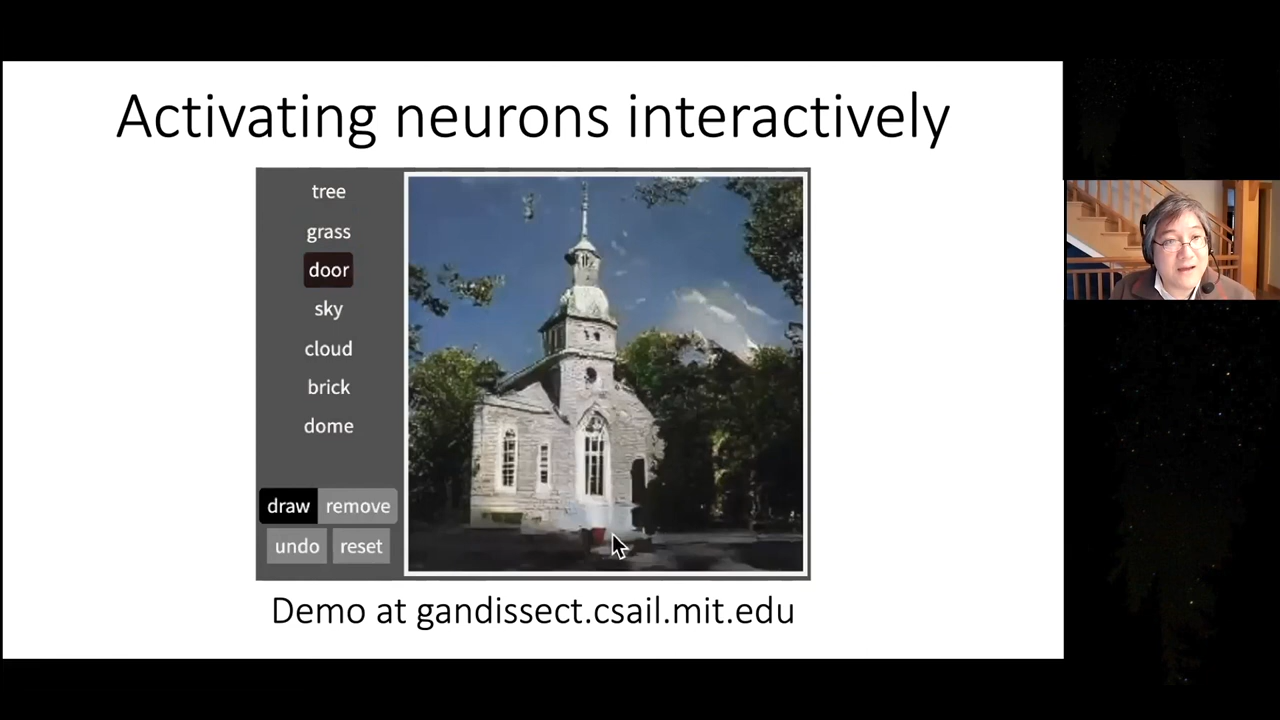 Activating neurons interactively
tree
grass
door
sky
cloud
brick
dome
draw remove
undo reset
Demo at gandissect.csail.mit.edu